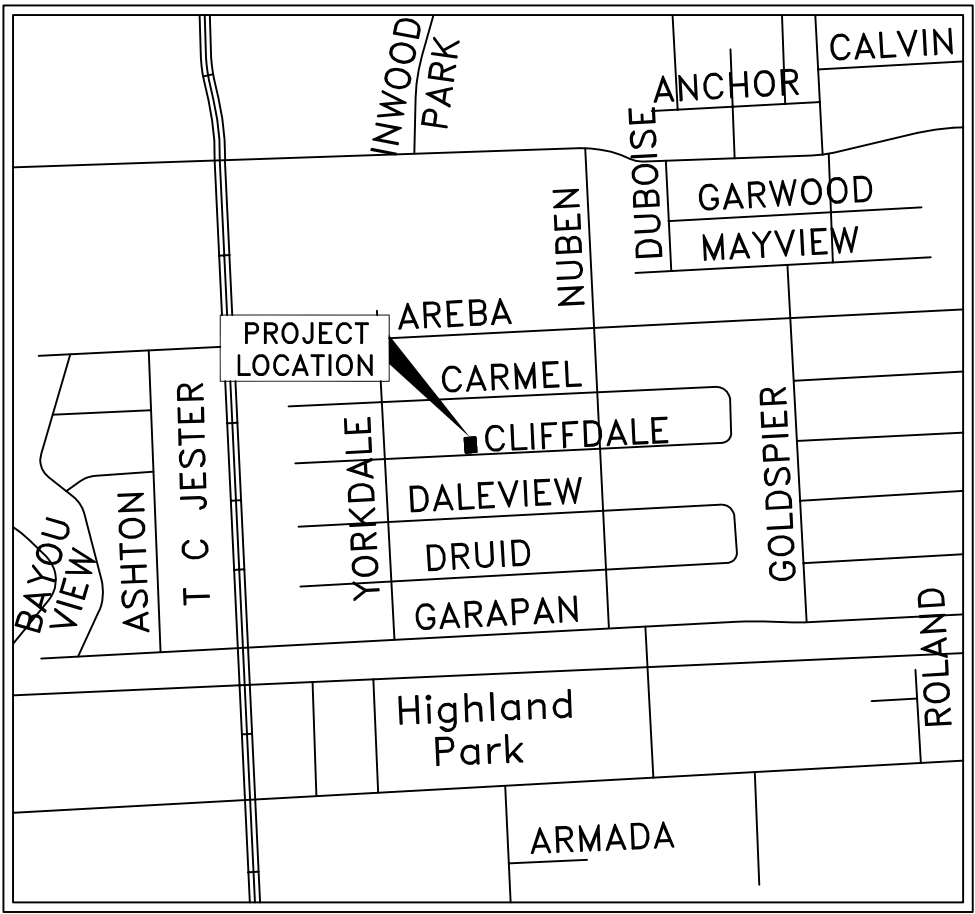 INWOOD
PARK
CALVIN
ANCHOR
DUBOISE
GARWOOD
MAYVIEW
NUBEN
AREBA
PROJECT
LOCATION
CARMEL
CLIFFDALE
YORKDALE
DALEVIEW
DRUID
GARAPAN
GOLDSPIER
T C JESTER
ASHTON
BAYOU
VIEW
ROLAND
Highland
Park
ARMADA